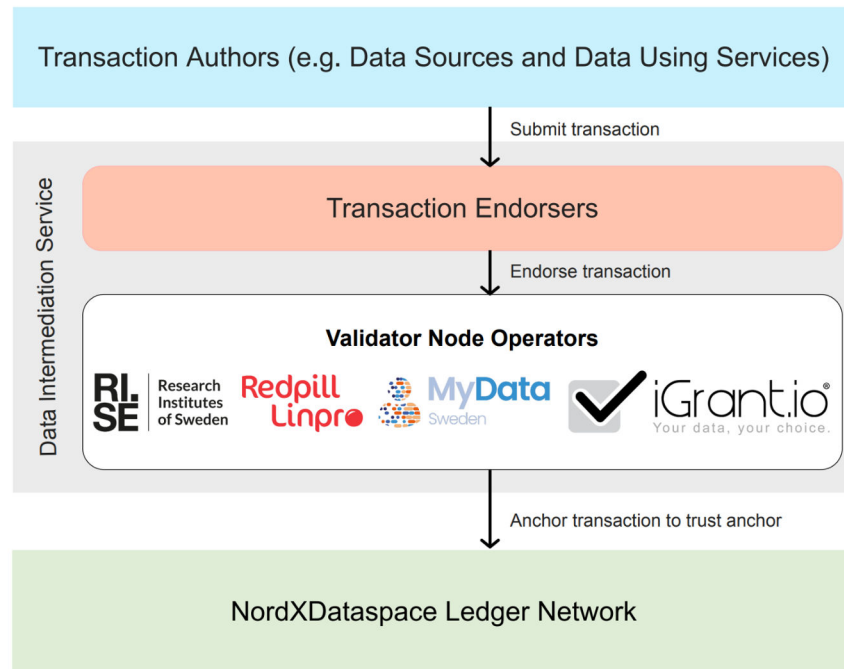 Transaction Authors (e.g. Data Sources and Data Using Services)
Submit transaction
Data Intermediation Service
Transaction Endorsers
Endorse transaction
Validator Node Operators
RI.
SE
Research
Institutes
of Sweden
Redpill
Linpro
MyData
Sweden
iGrant.io®
Your data, your choice.
Anchor transaction to trust anchor
NordXDataspace Ledger Network